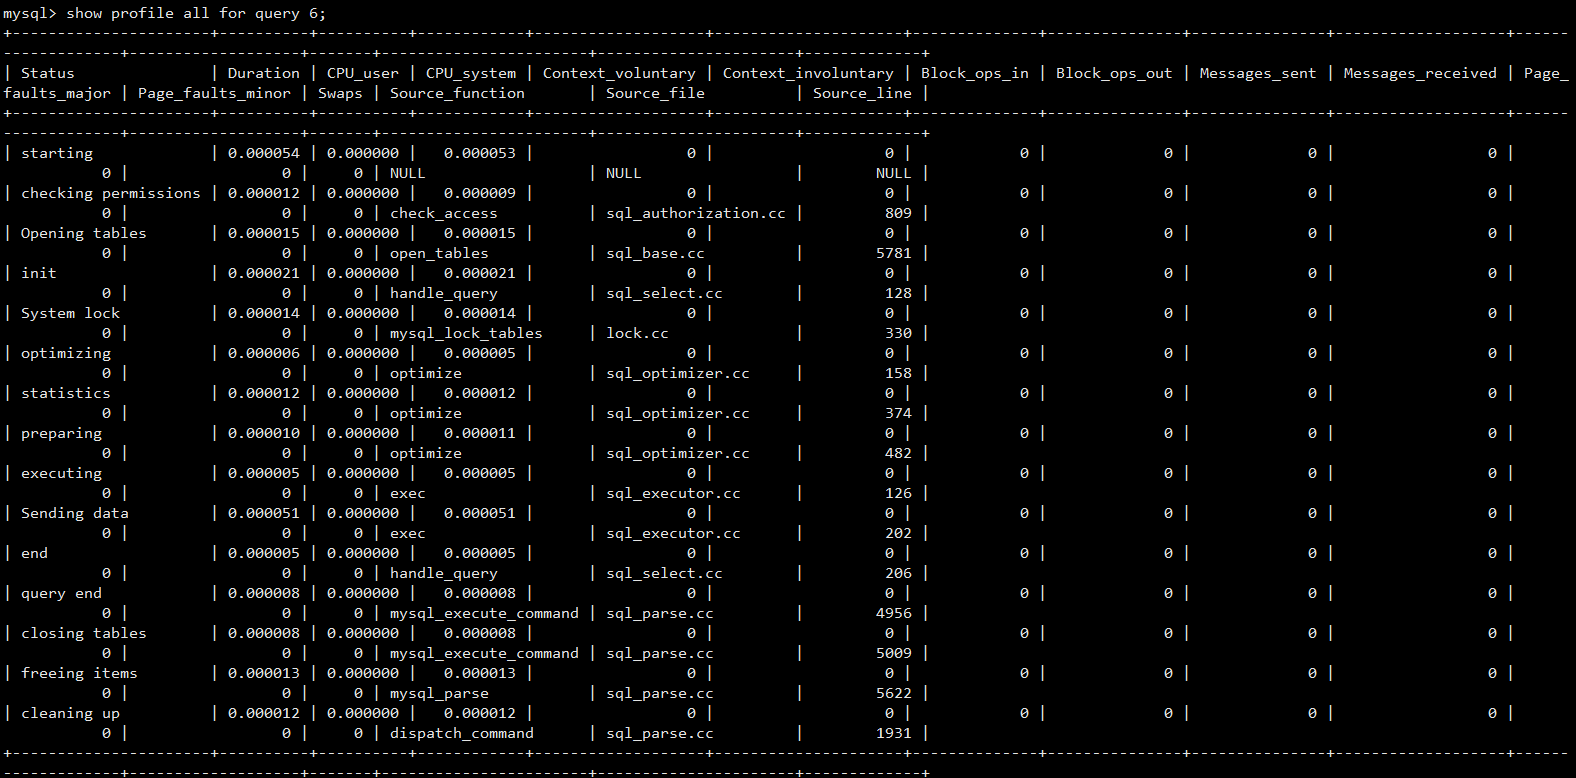 mysql> show profile all for query 6;
+----------------------+----------+----------+------------+-------------------+---------------------+--------------+---------------+---------------+-------------------+------
-------------+-------------------+-------+-----------------------+----------------------+-------------+
| Status               | Duration | CPU_user | CPU_system | Context_voluntary | Context_involuntary | Block_ops_in | Block_ops_out | Messages_sent | Messages_received | Page_
faults_major | Page_faults_minor | Swaps | Source_function       | Source_file          | Source_line |
+----------------------+----------+----------+------------+-------------------+---------------------+--------------+---------------+---------------+-------------------+------
-------------+-------------------+-------+-----------------------+----------------------+-------------+
| starting             | 0.000054 | 0.000000 |   0.000053 |                 0 |                   0 |            0 |             0 |             0 |                 0 |
           0 |                 0 |     0 | NULL                  | NULL                 |        NULL |
| checking permissions | 0.000012 | 0.000000 |   0.000009 |                 0 |                   0 |            0 |             0 |             0 |                 0 |
           0 |                 0 |     0 | check_access          | sql_authorization.cc |         809 |
| Opening tables       | 0.000015 | 0.000000 |   0.000015 |                 0 |                   0 |            0 |             0 |             0 |                 0 |
           0 |                 0 |     0 | open_tables           | sql_base.cc          |        5781 |
| init                 | 0.000021 | 0.000000 |   0.000021 |                 0 |                   0 |            0 |             0 |             0 |                 0 |
           0 |                 0 |     0 | handle_query          | sql_select.cc        |         128 |
| System lock          | 0.000014 | 0.000000 |   0.000014 |                 0 |                   0 |            0 |             0 |             0 |                 0 |
           0 |                 0 |     0 | mysql_lock_tables     | lock.cc              |         330 |
| optimizing           | 0.000006 | 0.000000 |   0.000005 |                 0 |                   0 |            0 |             0 |             0 |                 0 |
           0 |                 0 |     0 | optimize              | sql_optimizer.cc     |         158 |
| statistics           | 0.000012 | 0.000000 |   0.000012 |                 0 |                   0 |            0 |             0 |             0 |                 0 |
           0 |                 0 |     0 | optimize              | sql_optimizer.cc     |         374 |
| preparing            | 0.000010 | 0.000000 |   0.000011 |                 0 |                   0 |            0 |             0 |             0 |                 0 |
           0 |                 0 |     0 | optimize              | sql_optimizer.cc     |         482 |
| executing            | 0.000005 | 0.000000 |   0.000005 |                 0 |                   0 |            0 |             0 |             0 |                 0 |
           0 |                 0 |     0 | exec                  | sql_executor.cc      |         126 |
| Sending data         | 0.000051 | 0.000000 |   0.000051 |                 0 |                   0 |            0 |             0 |             0 |                 0 |
           0 |                 0 |     0 | exec                  | sql_executor.cc      |         202 |
| end                  | 0.000005 | 0.000000 |   0.000005 |                 0 |                   0 |            0 |             0 |             0 |                 0 |
           0 |                 0 |     0 | handle_query          | sql_select.cc        |         206 |
| query end            | 0.000008 | 0.000000 |   0.000008 |                 0 |                   0 |            0 |             0 |             0 |                 0 |
           0 |                 0 |     0 | mysql_execute_command | sql_parse.cc         |        4956 |
| closing tables       | 0.000008 | 0.000000 |   0.000008 |                 0 |                   0 |            0 |             0 |             0 |                 0 |
           0 |                 0 |     0 | mysql_execute_command | sql_parse.cc         |        5009 |
| freeing items        | 0.000013 | 0.000000 |   0.000013 |                 0 |                   0 |            0 |             0 |             0 |                 0 |
           0 |                 0 |     0 | mysql_parse           | sql_parse.cc         |        5622 |
| cleaning up          | 0.000012 | 0.000000 |   0.000012 |                 0 |                   0 |            0 |             0 |             0 |                 0 |
           0 |                 0 |     0 | dispatch_command      | sql_parse.cc         |        1931 |
+----------------------+----------+----------+------------+-------------------+---------------------+--------------+---------------+---------------+-------------------+------
-------------+-------------------+-------+-----------------------+----------------------+-------------+